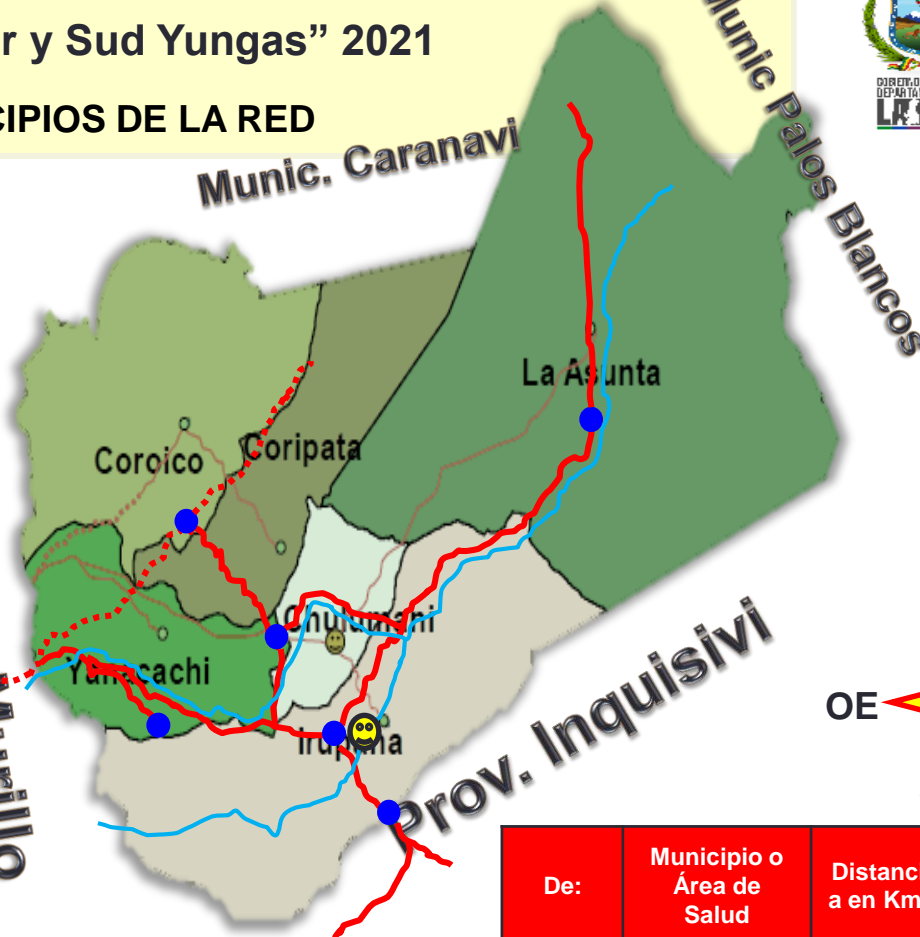 r y Sud Yungas” 2021
CIPIOS DE LA RED
Munic. Caranavi
Munic Palos Blancos
La Asunta
Coroico
Coripata
Chulumani
Yanacachi
Irupana
Prov. Inquisivi
Murillo
OE
De:
Municipio o
Área de
Salud
Distanci
a en Km